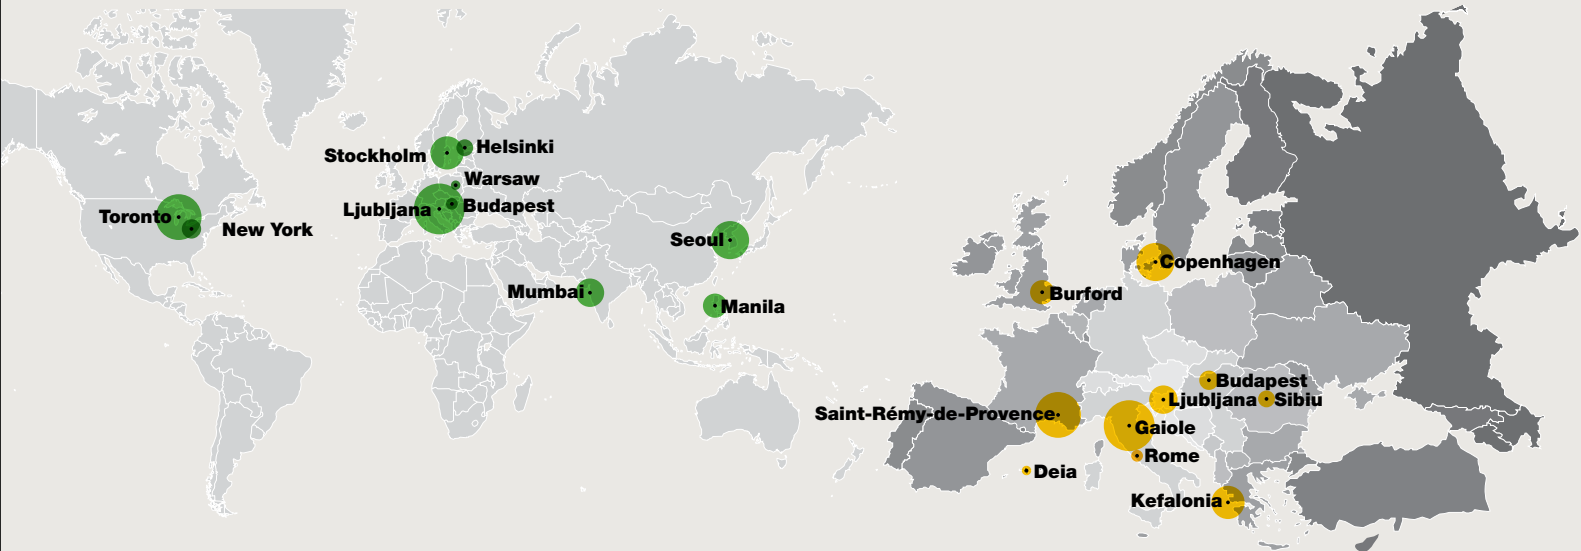 Stockholm
Helsinki
Warsaw
Ljubljana
Budapest
Toronto
New York
Seoul
Mumbai
Manila
Copenhagen
Burford
Budapest
Ljubljana
Sibiu
Saint-Rémy-de-Provence
Gaiole
Rome
Deia
Kefalonia